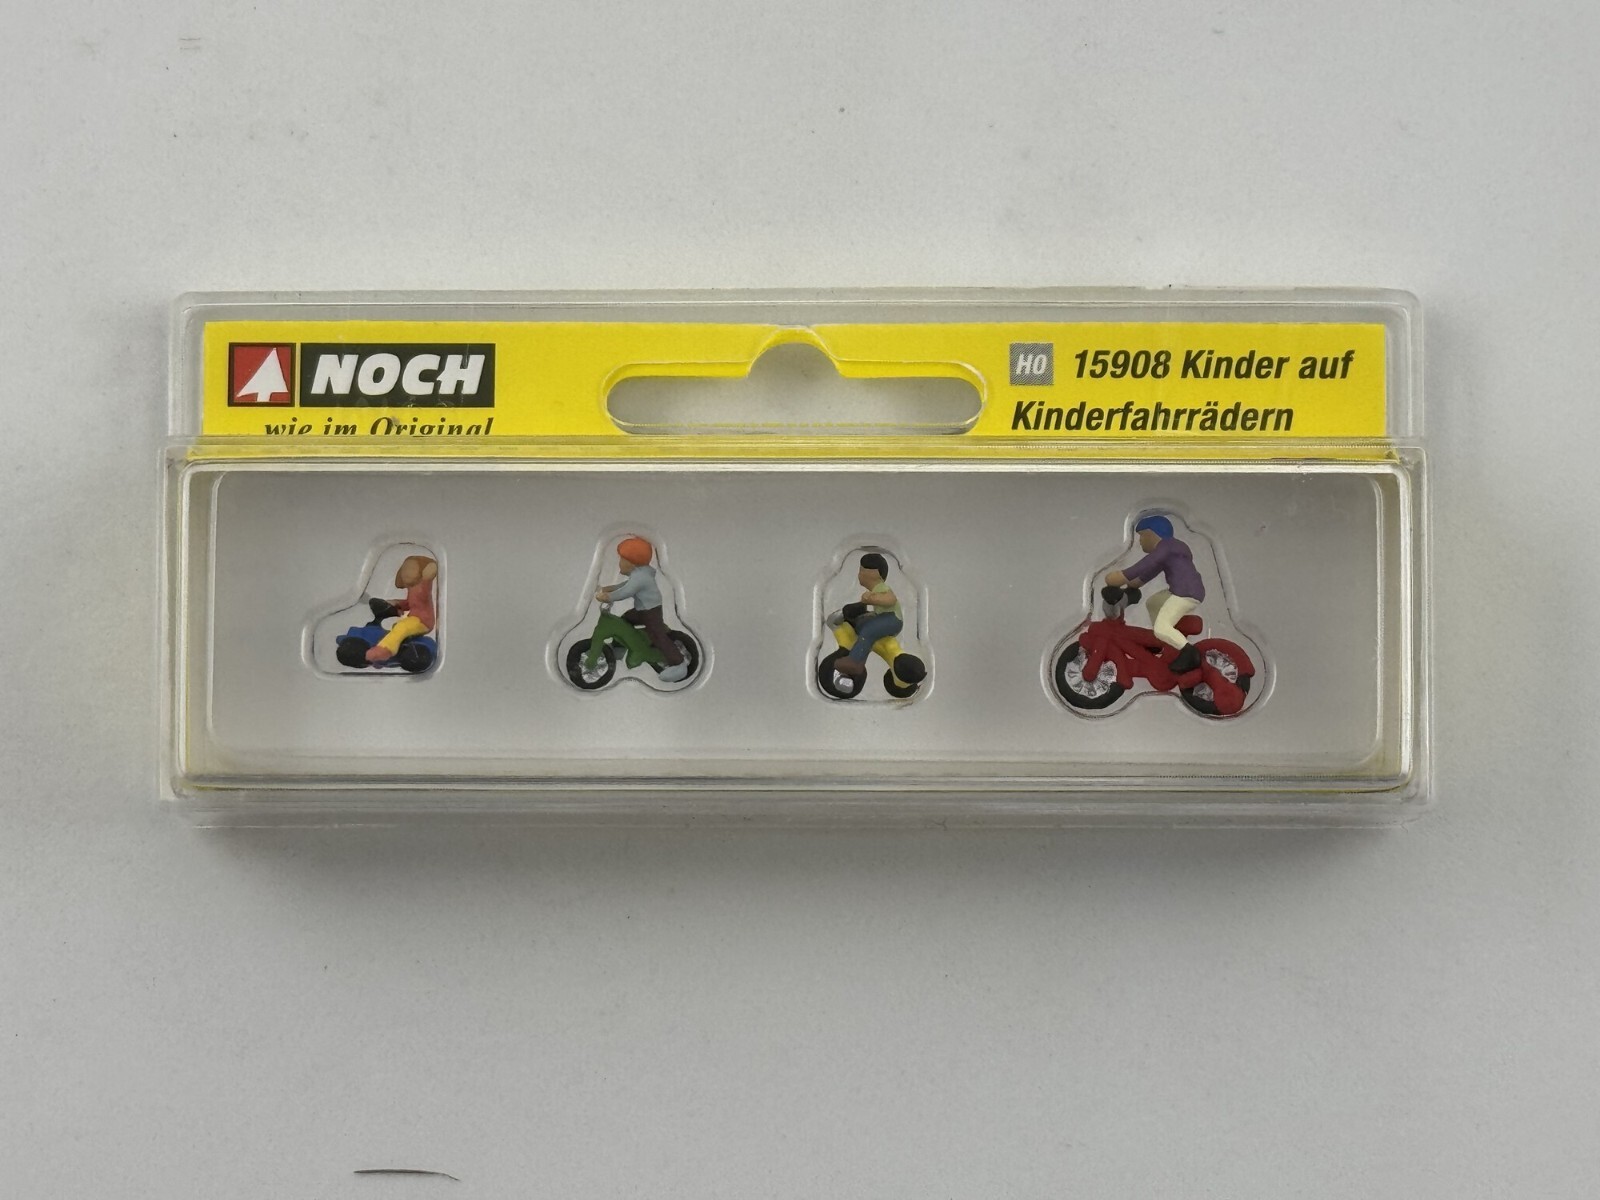 NOCH
... wie im Original
H0 15908 Kinder auf
Kinderfahrrädern